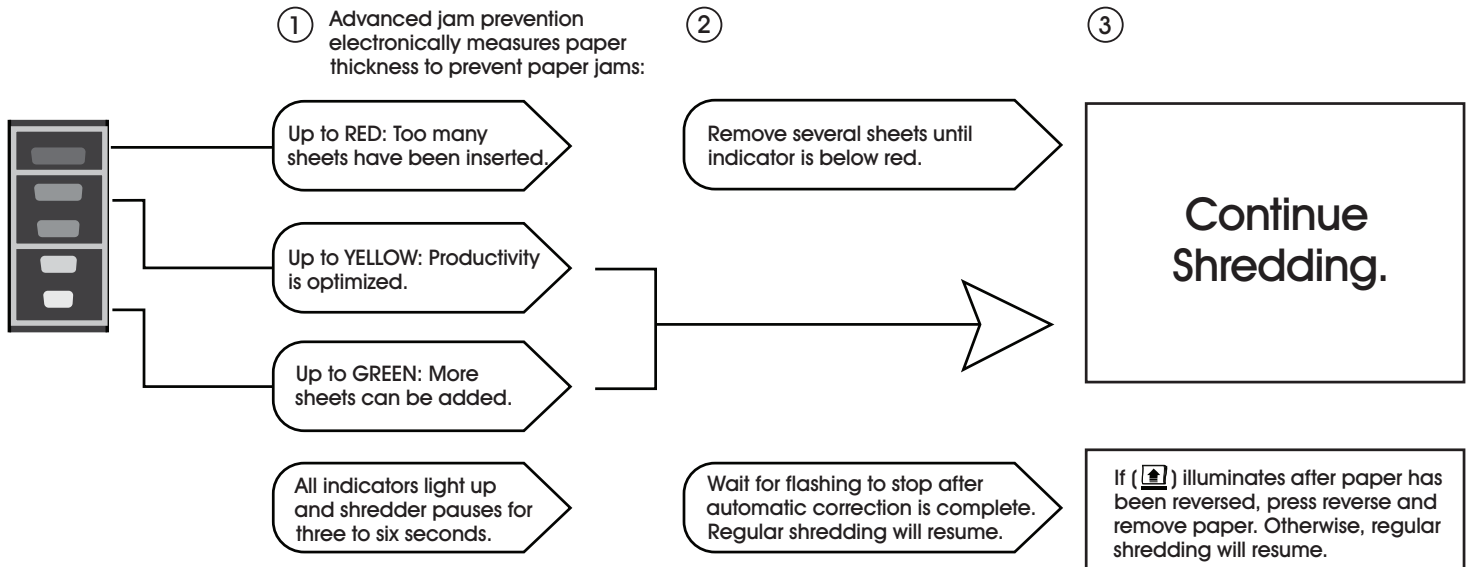 1 Advanced jam prevention
electronically measures paper
thickness to prevent paper jams:
2
3
Up to RED: Too many
sheets have been inserted.
Remove several sheets until
indicator is below red.
Continue
Shredding.
Up to YELLOW: Productivity
is optimized.
Up to GREEN: More
sheets can be added.
All indicators light up
and shredder pauses for
three to six seconds.
Wait for flashing to stop after
automatic correction is complete.
Regular shredding will resume.
If ( ) illuminates after paper has
been reversed, press reverse and
remove paper. Otherwise, regular
shredding will resume.